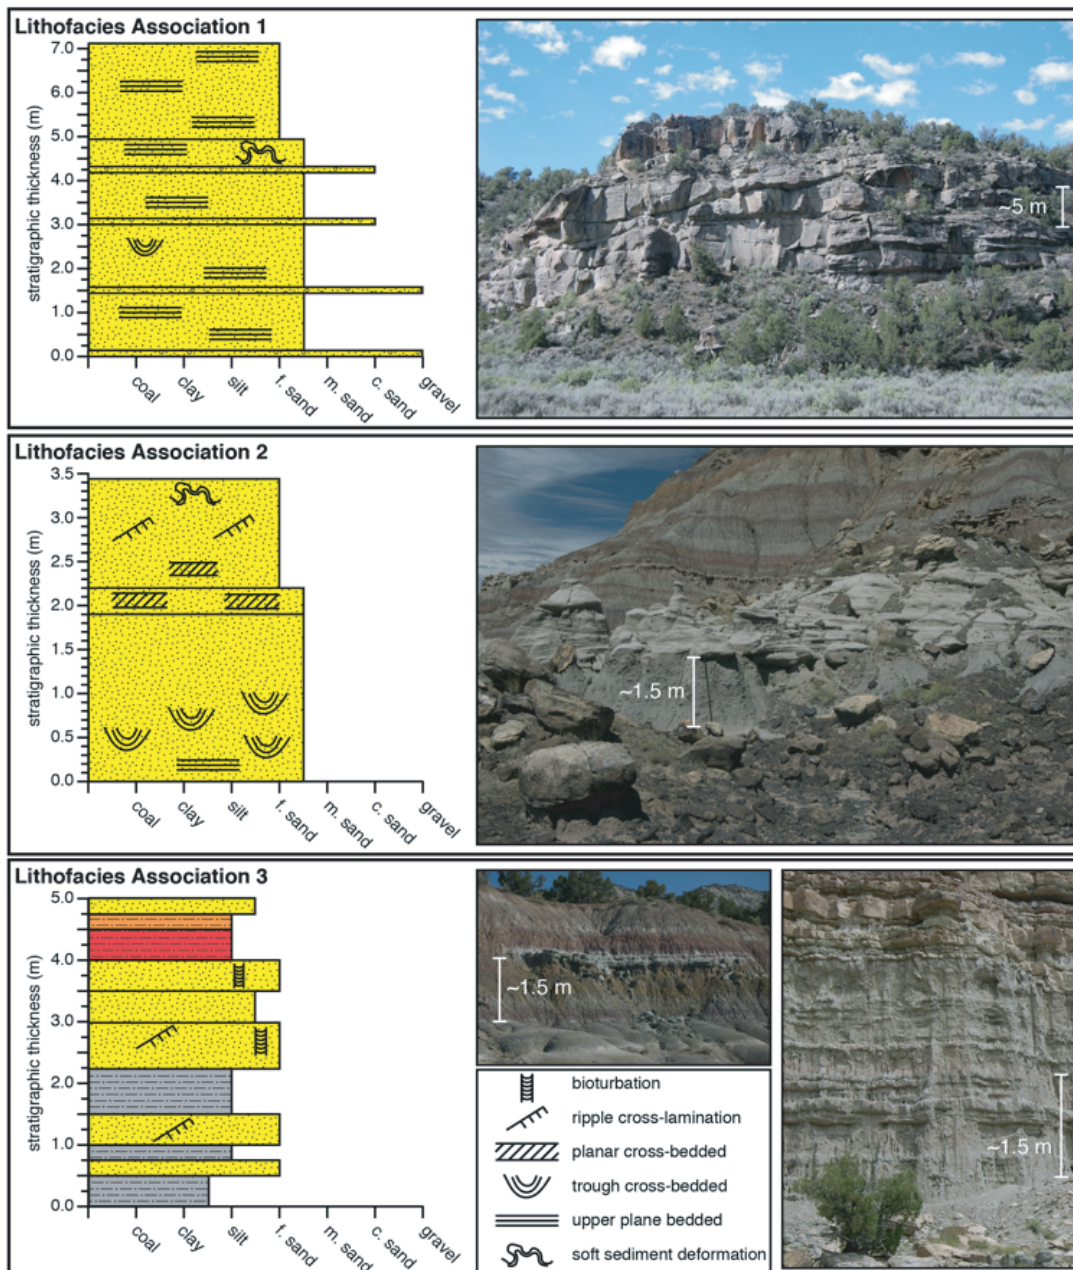 Lithofacies Association 1
7.0
6.0
5.0
4.0
3.0
2.0
1.0
0.0
stratigraphic thickness (m)
coal
clay
silt
f. sand
m. sand
c. sand
gravel
~5 m
Lithofacies Association 2
3.5
3.0
2.5
2.0
1.5
1.0
0.5
0.0
stratigraphic thickness (m)
coal
clay
silt
f. sand
m. sand
c. sand
gravel
~1.5 m
Lithofacies Association 3
5.0
4.0
3.0
2.0
1.0
0.0
stratigraphic thickness (m)
coal
clay
silt
f. sand
m. sand
c. sand
gravel
~1.5 m
bioturbation
ripple cross-lamination
planar cross-bedded
trough cross-bedded
upper plane bedded
soft sediment deformation
~1.5 m